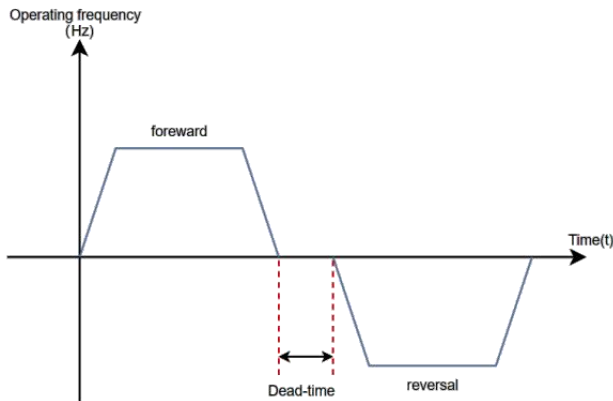 Operating frequency
(Hz)
foreward
Time(t)
Dead-time
reversal